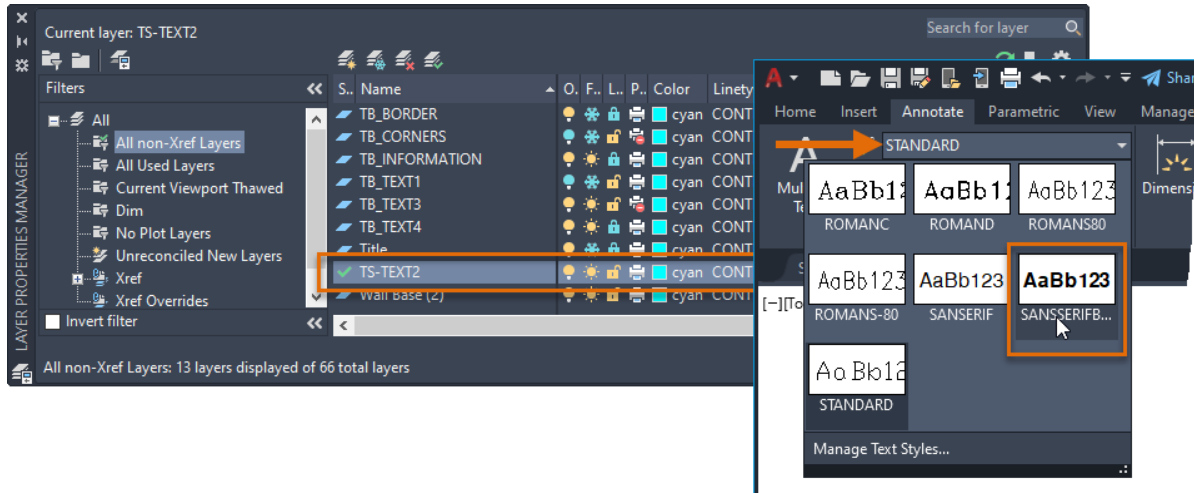 Current layer: TS-TEXT2
Search for layer
Filters
S.. Name O. F.. L.. P.. Color Linety
All
All non-Xref Layers
All Used Layers
Current Viewport Thawed
Dim
No Plot Layers
Unreconciled New Layers
Xref
Xref Overrides
Invert filter
TB_BORDER cyan CONT
TB_CORNERS cyan CONT
TB_INFORMATION cyan CONT
TB_TEXT1 cyan CONT
TB_TEXT3 cyan CONT
TB_TEXT4 cyan CONT
Title cyan CONT
TS-TEXT2 cyan CONT
Wall Base (2) cyan CONT
All non-Xref Layers: 13 layers displayed of 66 total layers
LAYER PROPERTIES MANAGER
A Shar
Home Insert Annotate Parametric View Manage
STANDARD
A
Mul
Te
Dimensi
AaBb12 AaBb12 AaBb123
ROMANC ROMAND ROMANS80
AaBb123 AaBb123 AaBb123
ROMANS-80 SANSERIF SANSSERIFB...
AaBb12
STANDARD
Manage Text Styles...
[−][To